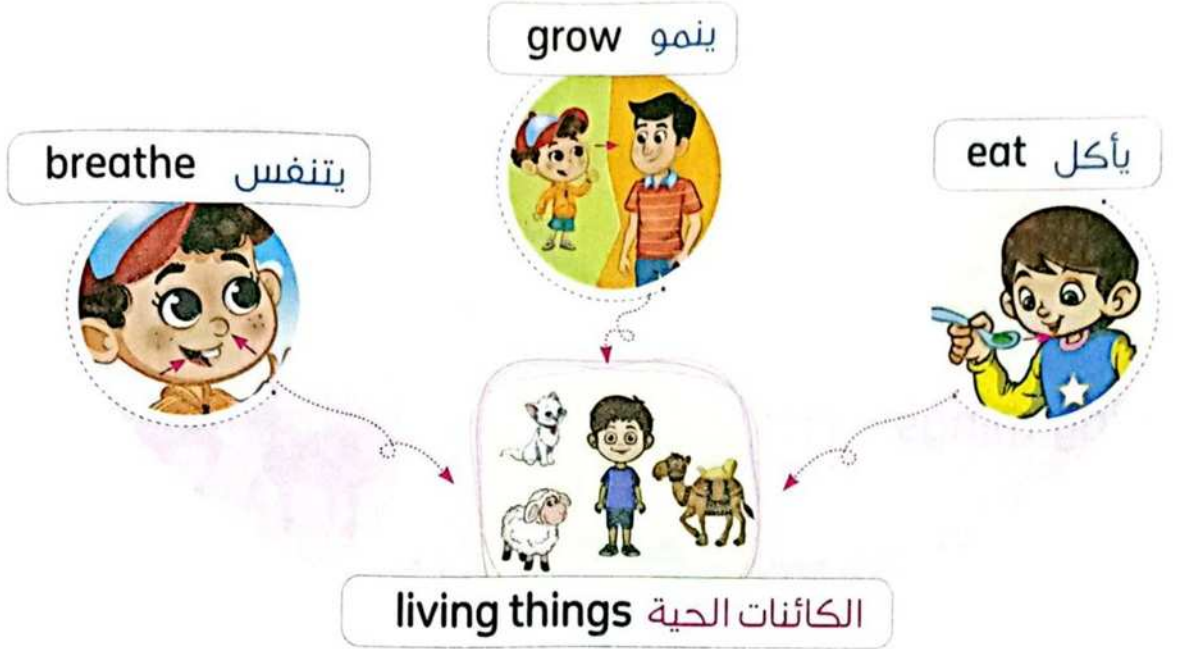 grow ينمو
breathe يتنفس
eat يأكل
living things الكائنات الحية